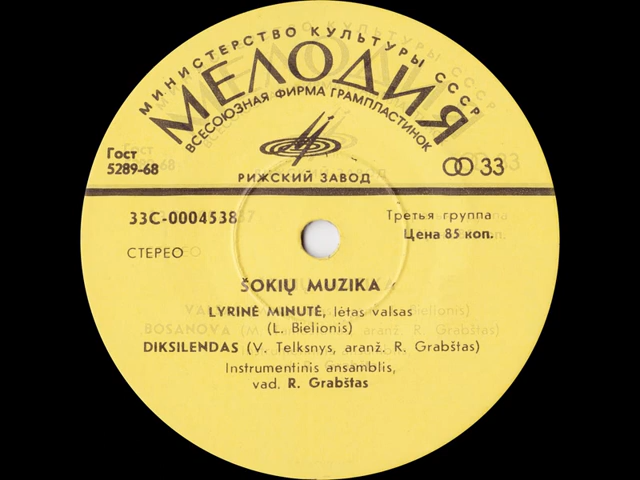 МИНИСТЕРСТВО КУЛЬТУРЫ СССР
МЕЛОДИЯ
ВСЕСОЮЗНАЯ ФИРМА ГРАМПЛАСТИНОК
Гост
5289-68
33
РИЖСКИЙ ЗАВОД
33С-000453
Третья группа
Цена 85 коп.
СТЕРЕО
ŠOKIŲ MUZIKA
LYRINĖ MINUTĖ, lėtas valsas
(L. Bielionis)
DIKSILENDAS (V. Telksnys, aranž. R. Grabštas)
Instrumentinis ansamblis,
vad. R. Grabštas